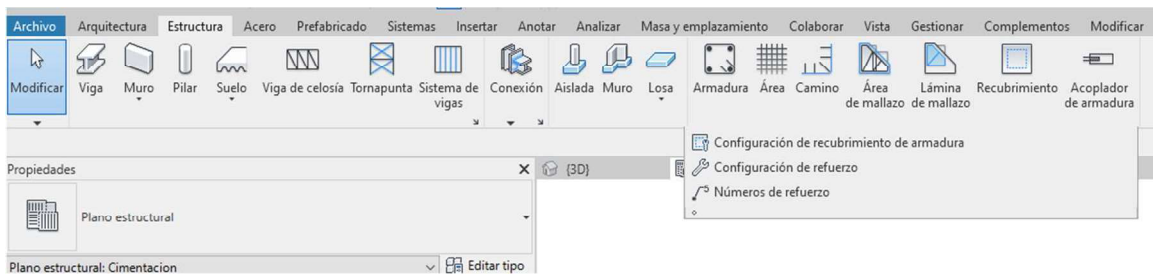 Archivo Arquitectura Estructura Acero Prefabricado Sistemas Insertar Anotar Analizar Masa y emplazamiento Colaborar Vista Gestionar Complementos Modificar
Modificar Viga Muro Pilar Suelo Viga de celosía Tornapunta Sistema de vigas Conexión Aislada Muro Losa Armadura Área Camino Área de mallazo Lámina de mallazo Recubrimiento Acoplador de armadura
Configuración de recubrimiento de armadura
Propiedades {3D} Configuración de refuerzo
Números de refuerzo
Plano estructural
Plano estructural: Cimentacion Editar tipo